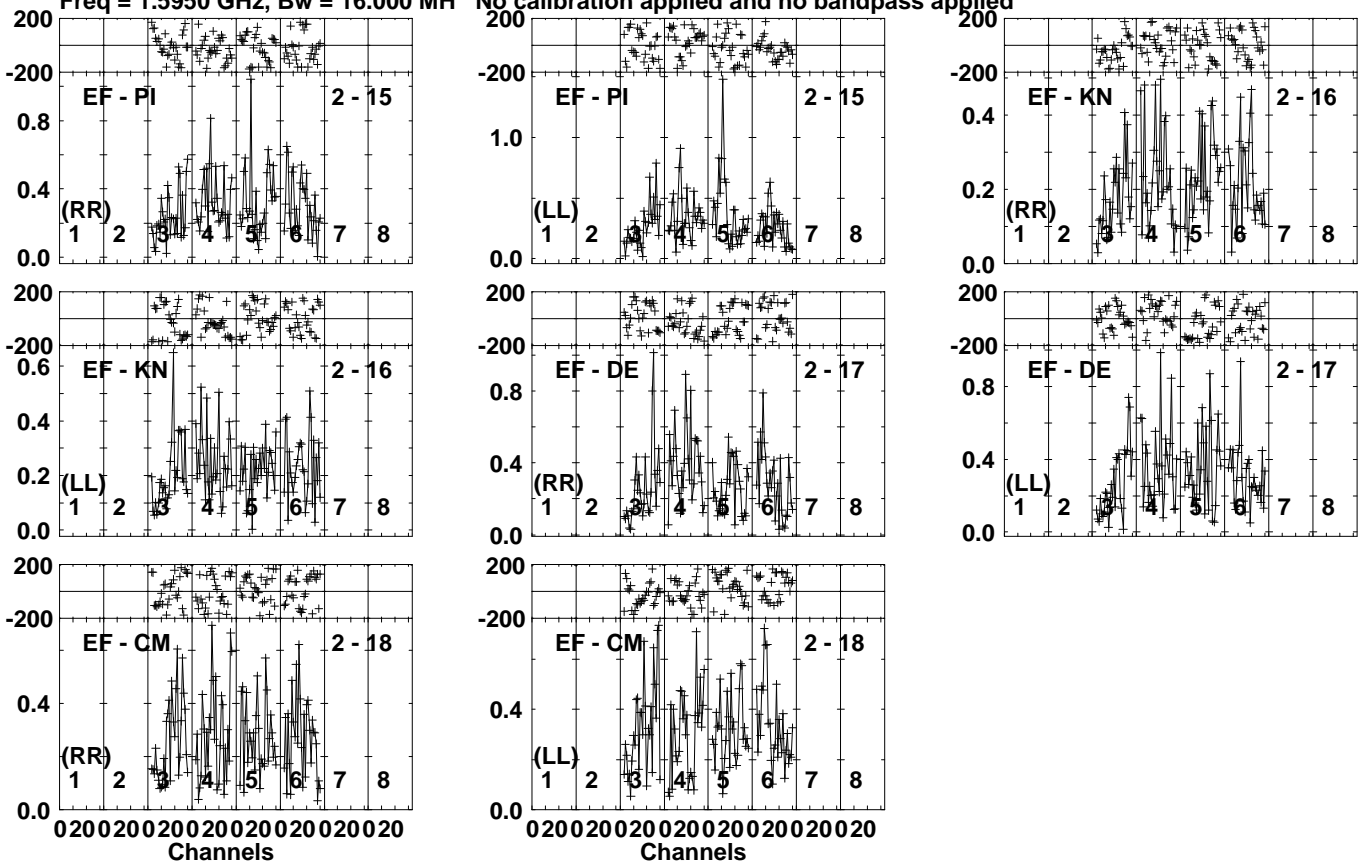 Freq = 1.5950 GHz, Bw = 16.000 MH No calibration applied and no bandpass applied
200 200 200
-200 -200 -200
EF - PI 2 - 15 EF - PI 2 - 15 EF - KN 2 - 16
0.8 1.0 0.4
0.4 0.2
(RR) (LL) (RR)
1 2 3 4 5 6 7 8 1 2 3 4 5 6 7 8 1 2 3 4 5 6 7 8
0.0 0.0 0.0
200 200 200
-200 -200 -200
EF - KN 2 - 16 EF - DE 2 - 17 EF - DE 2 - 17
0.6 0.8 0.8
0.4
0.2 0.4 0.4
(LL) (RR) (LL)
1 2 3 4 5 6 7 8 1 2 3 4 5 6 7 8 1 2 3 4 5 6 7 8
0.0 0.0 0.0
200 200
-200 -200
EF - CM 2 - 18 EF - CM 2 - 18
0.4 0.4
(RR) (LL)
1 2 3 4 5 6 7 8 1 2 3 4 5 6 7 8
0.0 0.0
0 20 0 20 0 20 0 20 0 20 0 20 0 20 0 20 0 20 0 20 0 20 0 20 0 20 0 20 0 20 0 20
Channels Channels